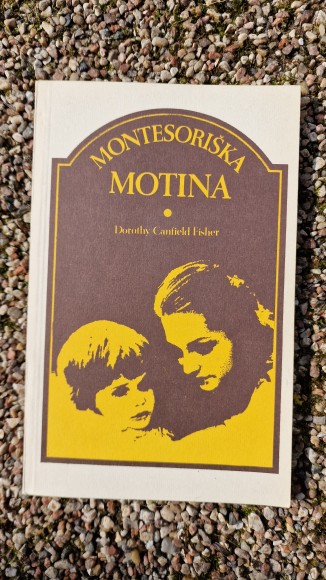 MONTESORIŠKA
MOTINA
Dorothy Canfield Fisher